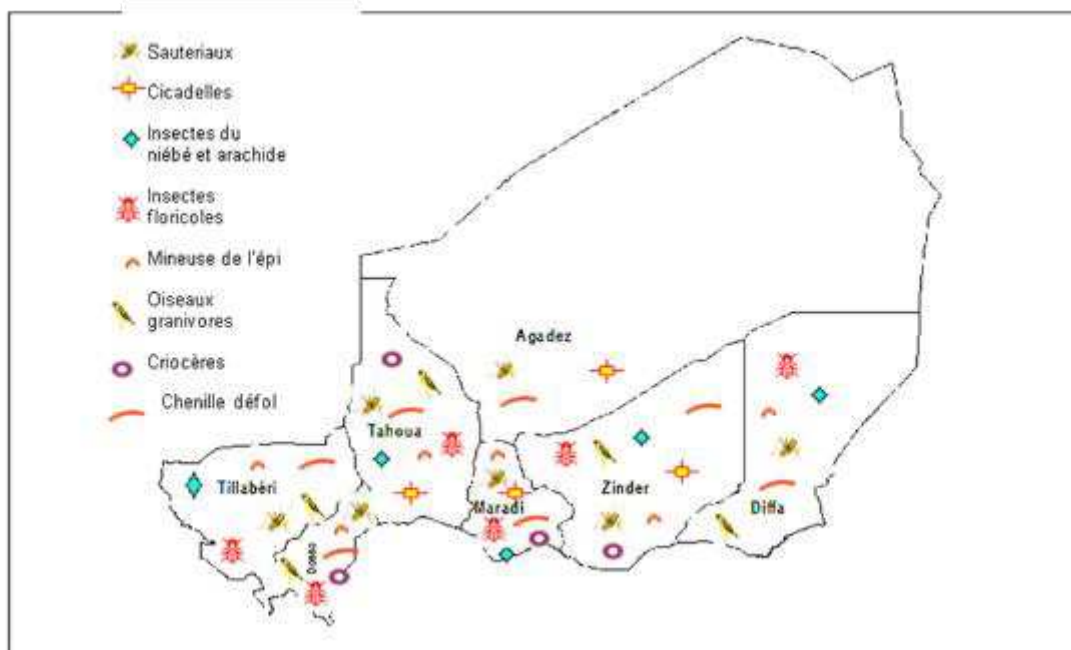 Sauteriaux
Cicadelles
Insectes du
niébé et arachide
Insectes
floricoles
Mineuse de l'épi
Oiseaux
granivores
Criocères
Chenille défol
Agadez
Tahoua
Tillabéri
Maradi
Zinder
Diffa
Dosso